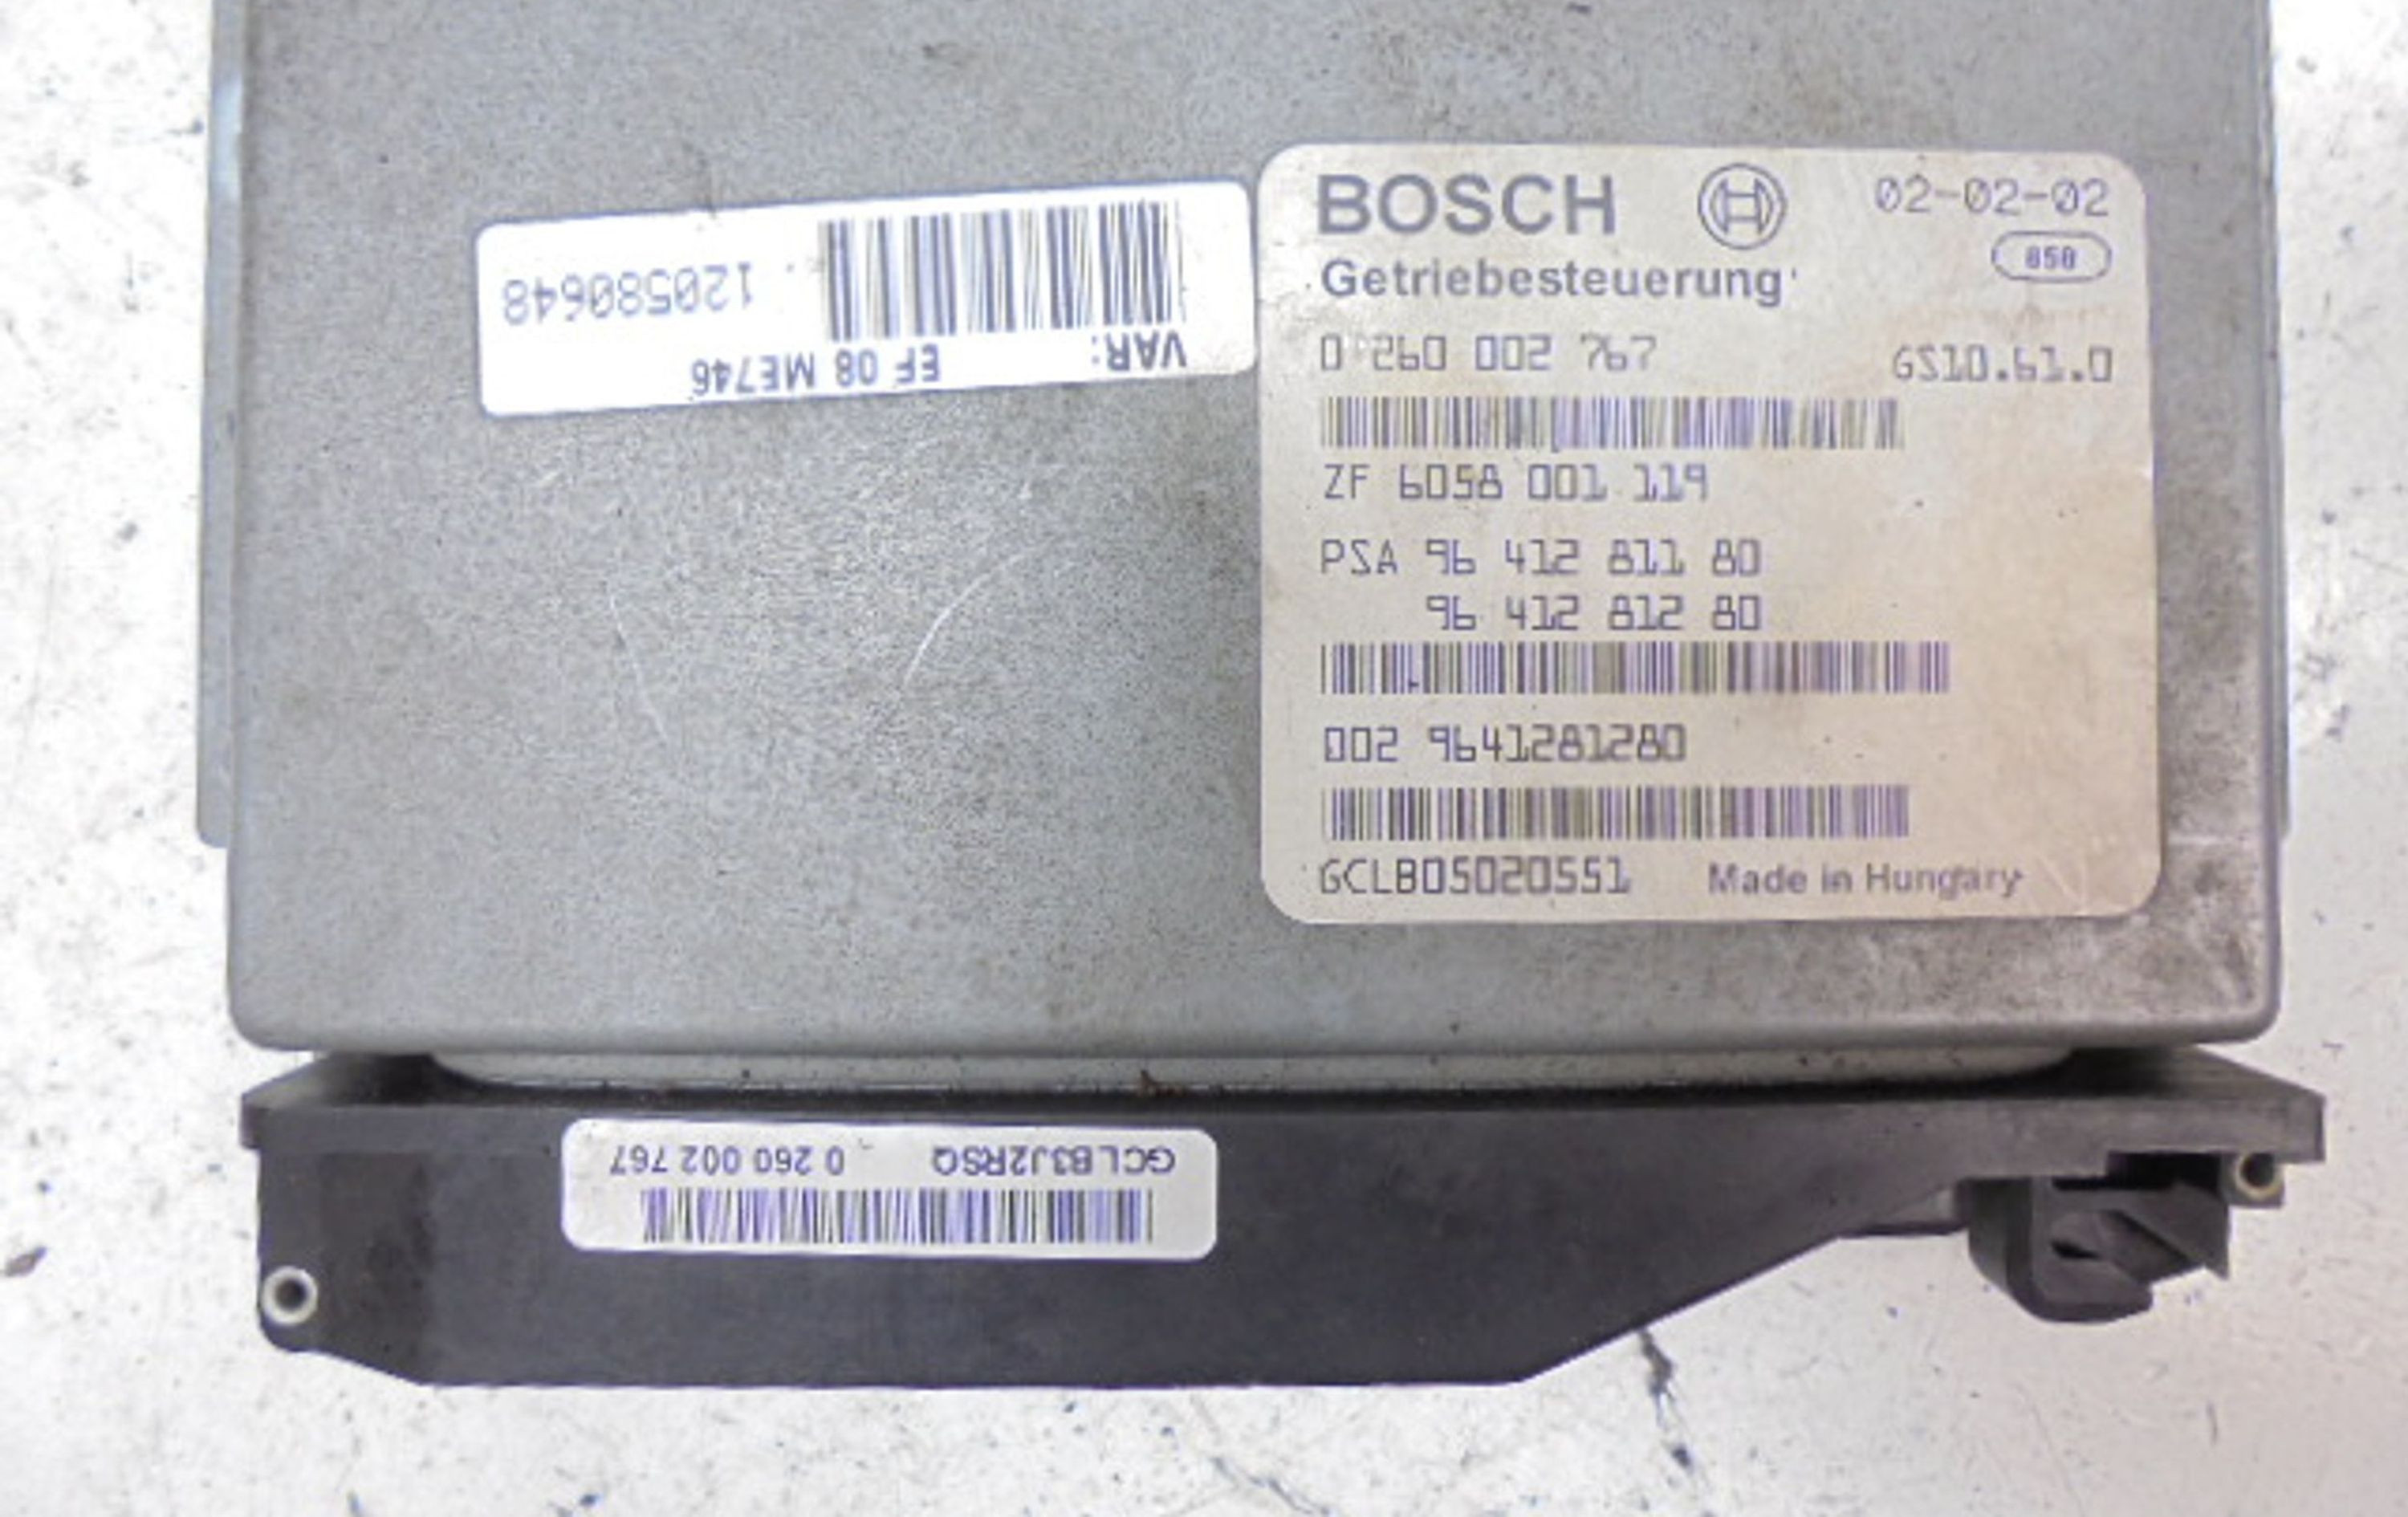 BOSCH 02-02-02
850
Getriebesteuerung
0 260 002 767 GS10.61.0
ZF 6058 001 119
PSA 96 412 811 80
96 412 812 80
002 9641281280
GCLB05020551 Made in Hungary
VAR: EF 08 ME746
120580648
GCLB3J2RSQ 0 260 002 767